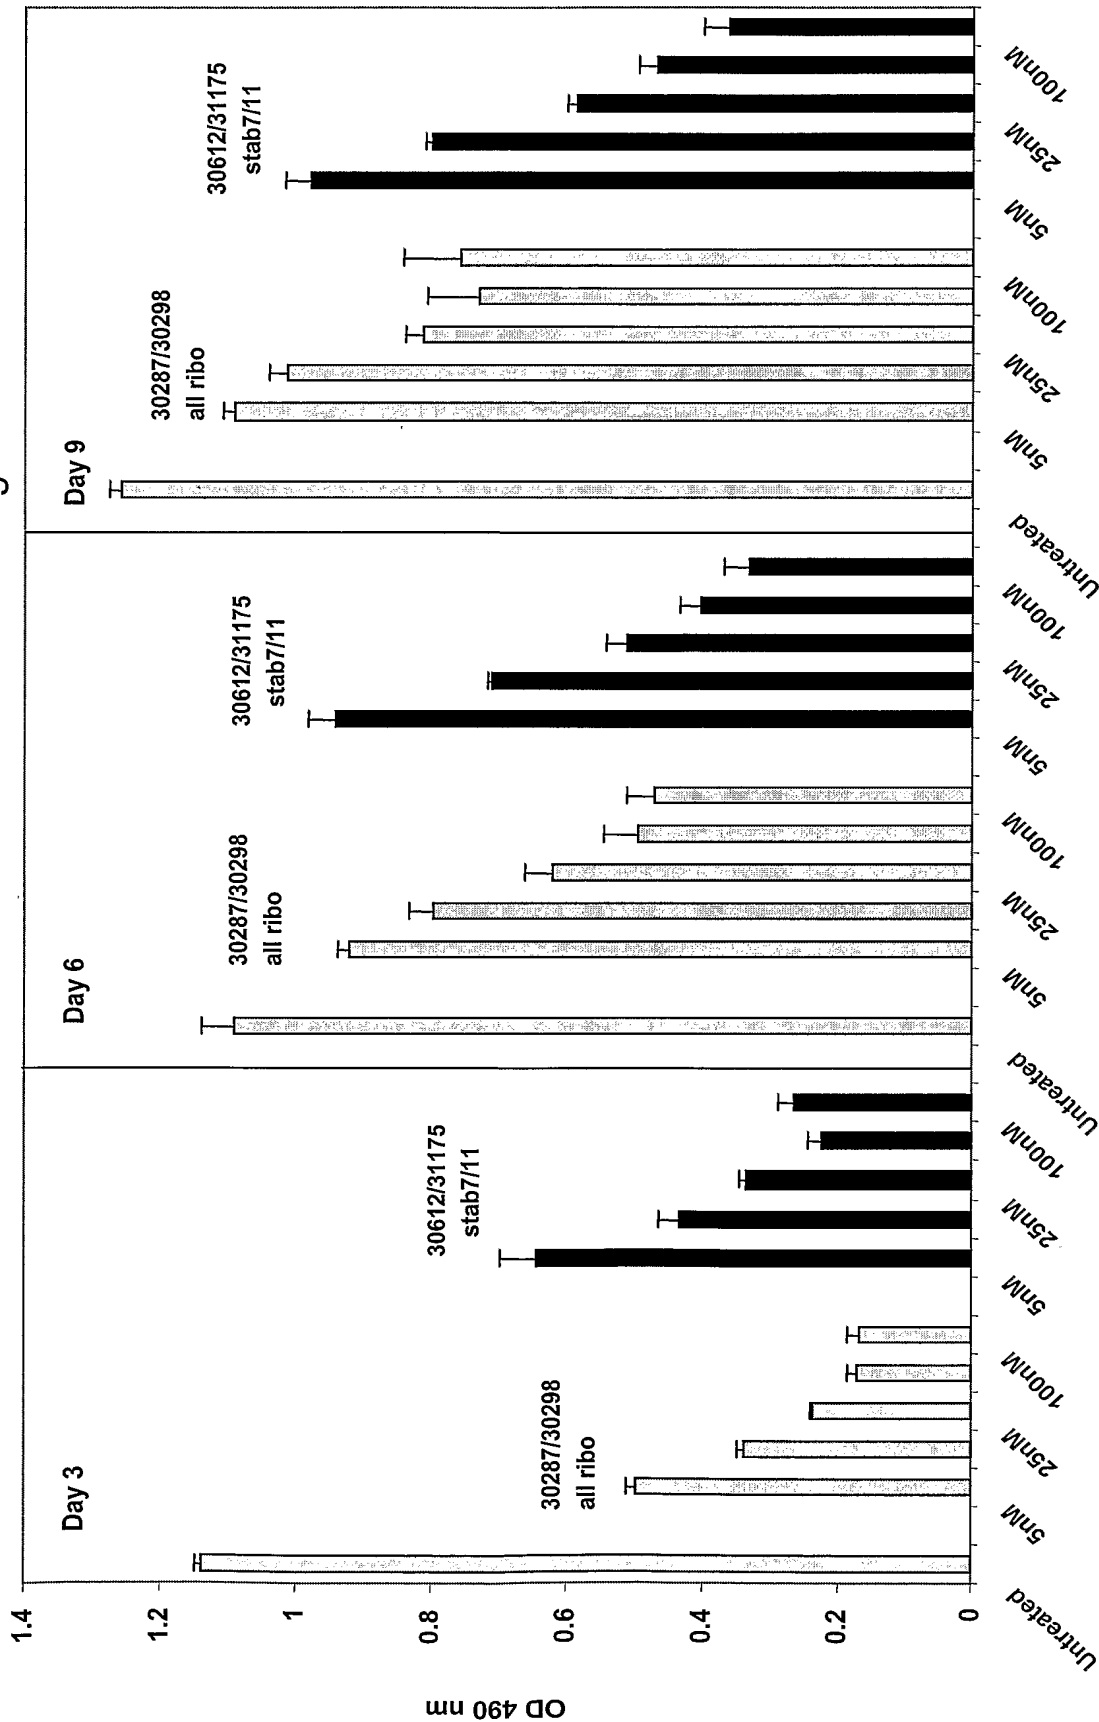 Day 3
Day 6
Day 9
30287/30298
all ribo
30612/31175
stab7/11
30287/30298
all ribo
30612/31175
stab7/11
30287/30298
all ribo
30612/31175
stab7/11
OD 490 nm
1.4
1.2
1
0.8
0.6
0.4
0.2
0
Untreated
5nM
25nM
100nM
5nM
25nM
100nM
Untreated
5nM
25nM
100nM
5nM
25nM
100nM
Untreated
5nM
25nM
100nM
5nM
25nM
100nM